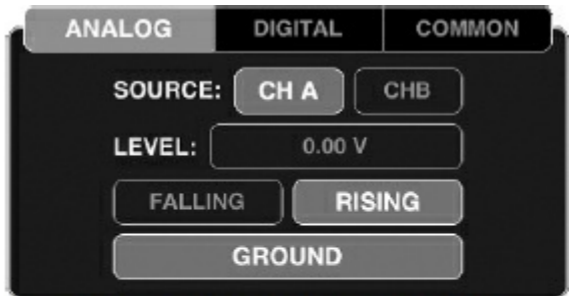 ANALOG DIGITAL COMMON
SOURCE: CH A CHB
LEVEL: 0.00 V
FALLING RISING
GROUND